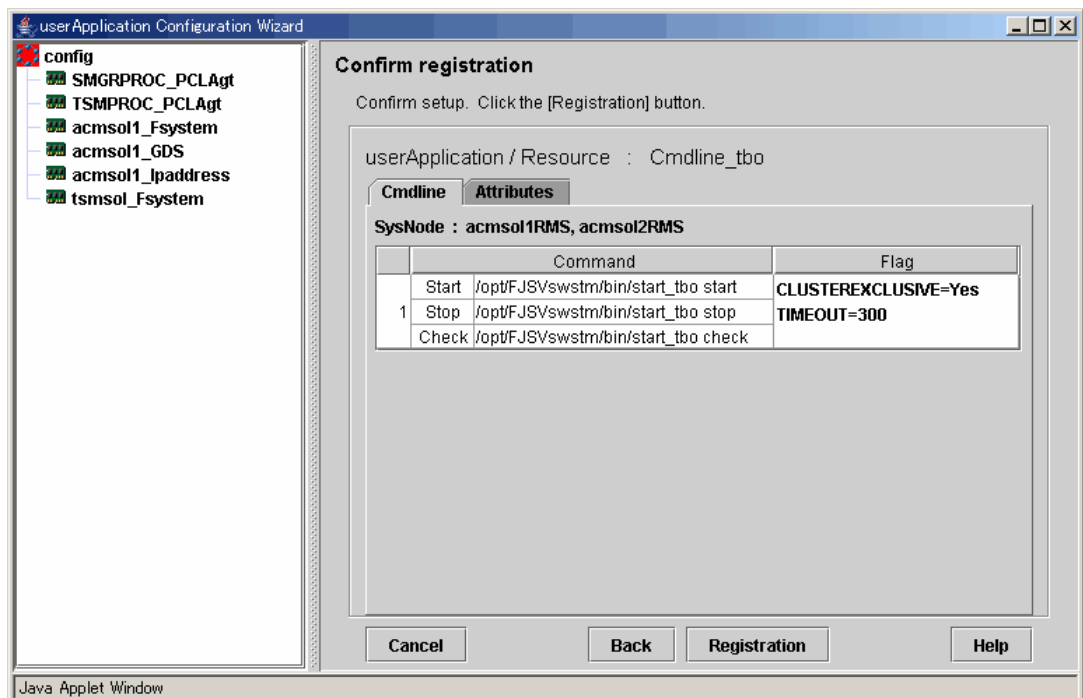 userApplication Configuration Wizard
config
SMGRPROC_PCLAgt
TSMPROC_PCLAgt
acmsol1_Fsystem
acmsol1_GDS
acmsol1_Ipaddress
tsmsol_Fsystem
Confirm registration
Confirm setup. Click the [Registration] button.
userApplication / Resource : Cmdline_tbo
Cmdline Attributes
SysNode : acmsol1RMS, acmsol2RMS
Command Flag
1
Start /opt/FJSVswstm/bin/start_tbo start CLUSTEREXCLUSIVE=Yes
Stop /opt/FJSVswstm/bin/start_tbo stop TIMEOUT=300
Check /opt/FJSVswstm/bin/start_tbo check
Cancel Back Registration Help
Java Applet Window